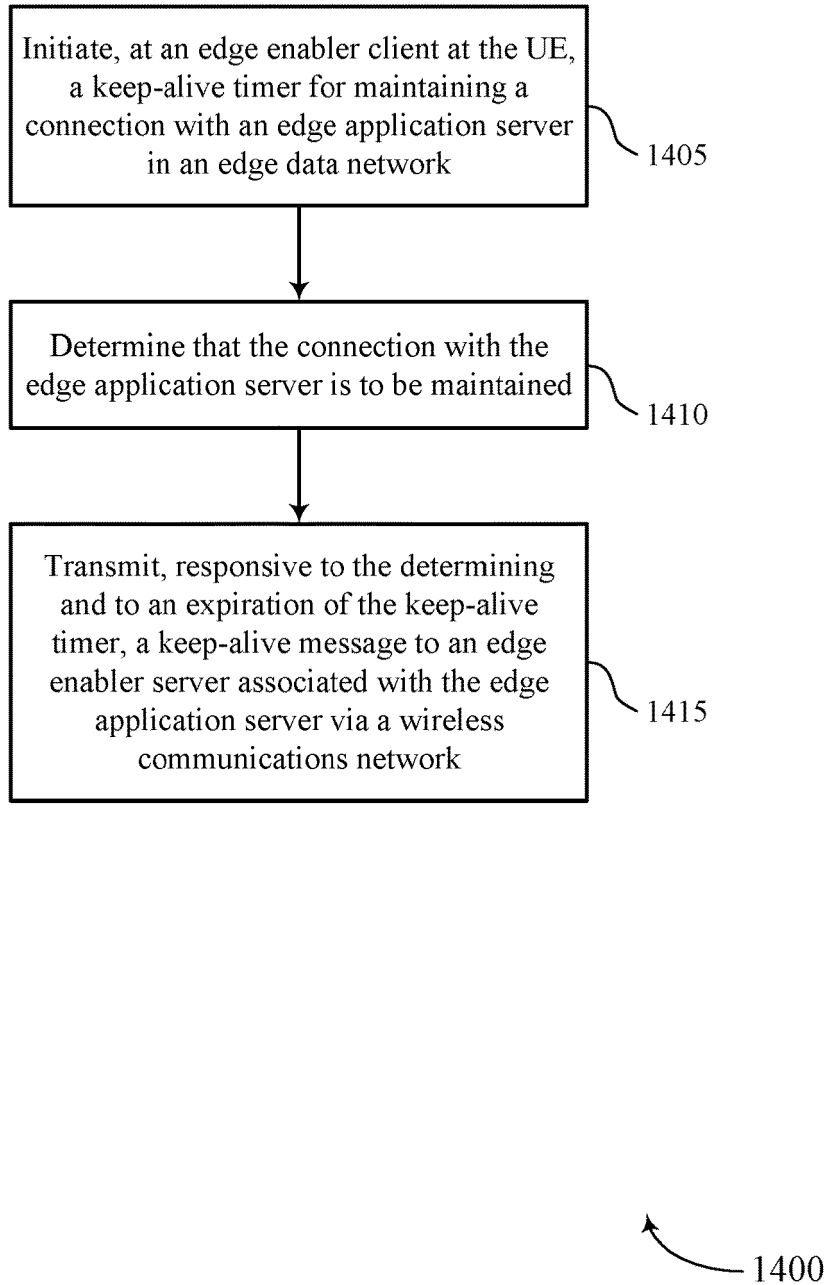 Initiate, at an edge enabler client at the UE,
a keep-alive timer for maintaining a
connection with an edge application server
in an edge data network
1405
Determine that the connection with the
edge application server is to be maintained
1410
Transmit, responsive to the determining
and to an expiration of the keep-alive
timer, a keep-alive message to an edge
enabler server associated with the edge
application server via a wireless
communications network
1415
1400